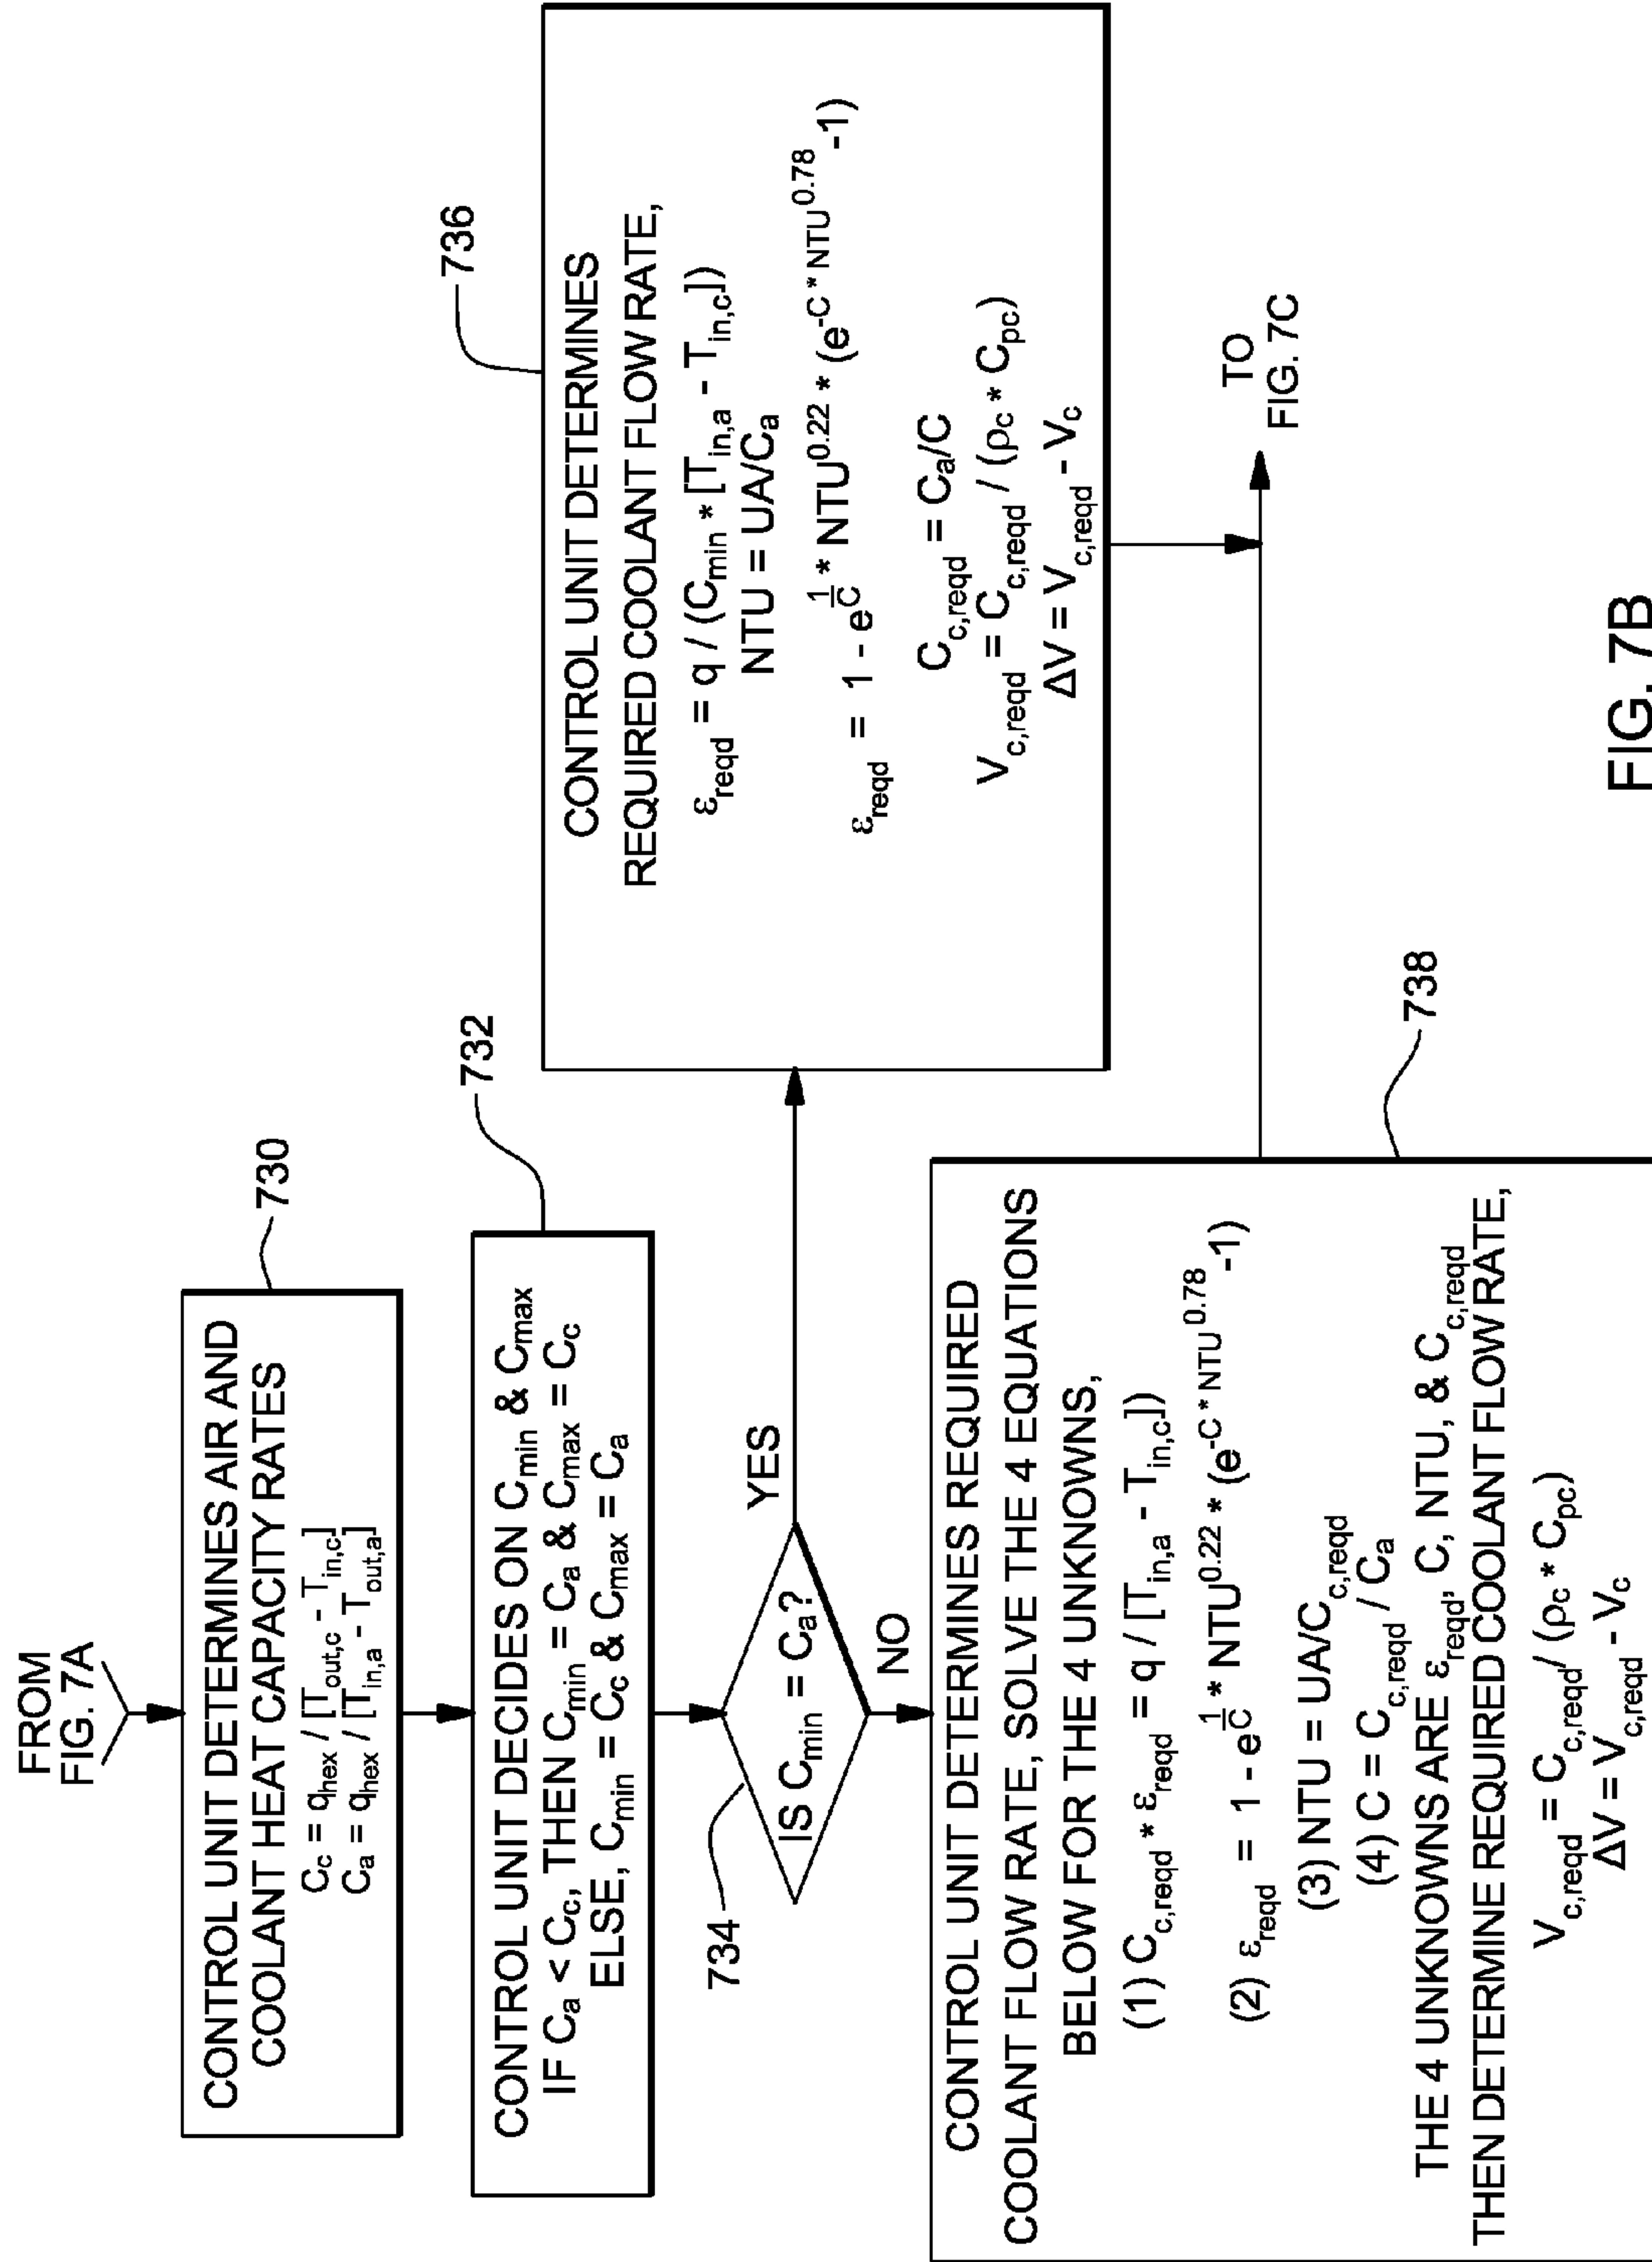 FROM
FIG. 7A
730
CONTROL UNIT DETERMINES AIR AND
COOLANT HEAT CAPACITY RATES
C_c = q_hex / [T_out,c - T_in,c]
C_a = q_hex / [T_in,a - T_out,a]
732
CONTROL UNIT DECIDES ON C_min & C_max
IF C_a < C_c, THEN C_min = C_a & C_max = C_c
ELSE, C_min = C_c & C_max = C_a
734
IS C_min = C_a?
YES
NO
736
CONTROL UNIT DETERMINES
REQUIRED COOLANT FLOW RATE,
ε_reqd = q / (C_min * [T_in,a - T_in,c])
NTU = UA/C_a
ε_reqd = 1 - e^(1/C) * NTU^0.22 * (e^(-C * NTU^0.78) -1)
C_c,reqd = C_a/C
V_c,reqd = C_c,reqd / (ρ_c * C_pc)
ΔV = V_c,reqd - V_c
TO
FIG. 7C
738
CONTROL UNIT DETERMINES REQUIRED
COOLANT FLOW RATE, SOLVE THE 4 EQUATIONS
BELOW FOR THE 4 UNKNOWNS,
(1) C_c,reqd * ε_reqd = q / [T_in,a - T_in,c])
(2) ε_reqd = 1 - e^(1/C) * NTU^0.22 * (e^(-C * NTU^0.78) -1)
(3) NTU = UA/C_c,reqd
(4) C = C_c,reqd / C_a
THE 4 UNKNOWNS ARE ε_reqd, C, NTU, & C_c,reqd
THEN DETERMINE REQUIRED COOLANT FLOW RATE,
V_c,reqd = C_c,reqd / (ρ_c * C_pc)
ΔV = V_c,reqd - V_c
FIG. 7B